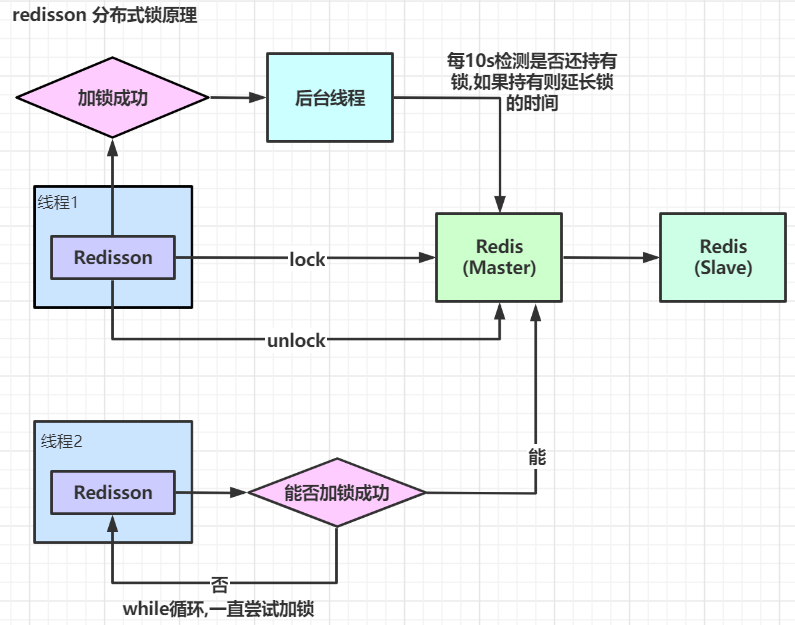 redisson 分布式锁原理
加锁成功
后台线程
每10s检测是否还持有
锁,如果持有则延长锁
的时间
线程1
Redisson
lock
Redis
(Master)
Redis
(Slave)
unlock
线程2
Redisson
能否加锁成功
能
否
while循环,一直尝试加锁